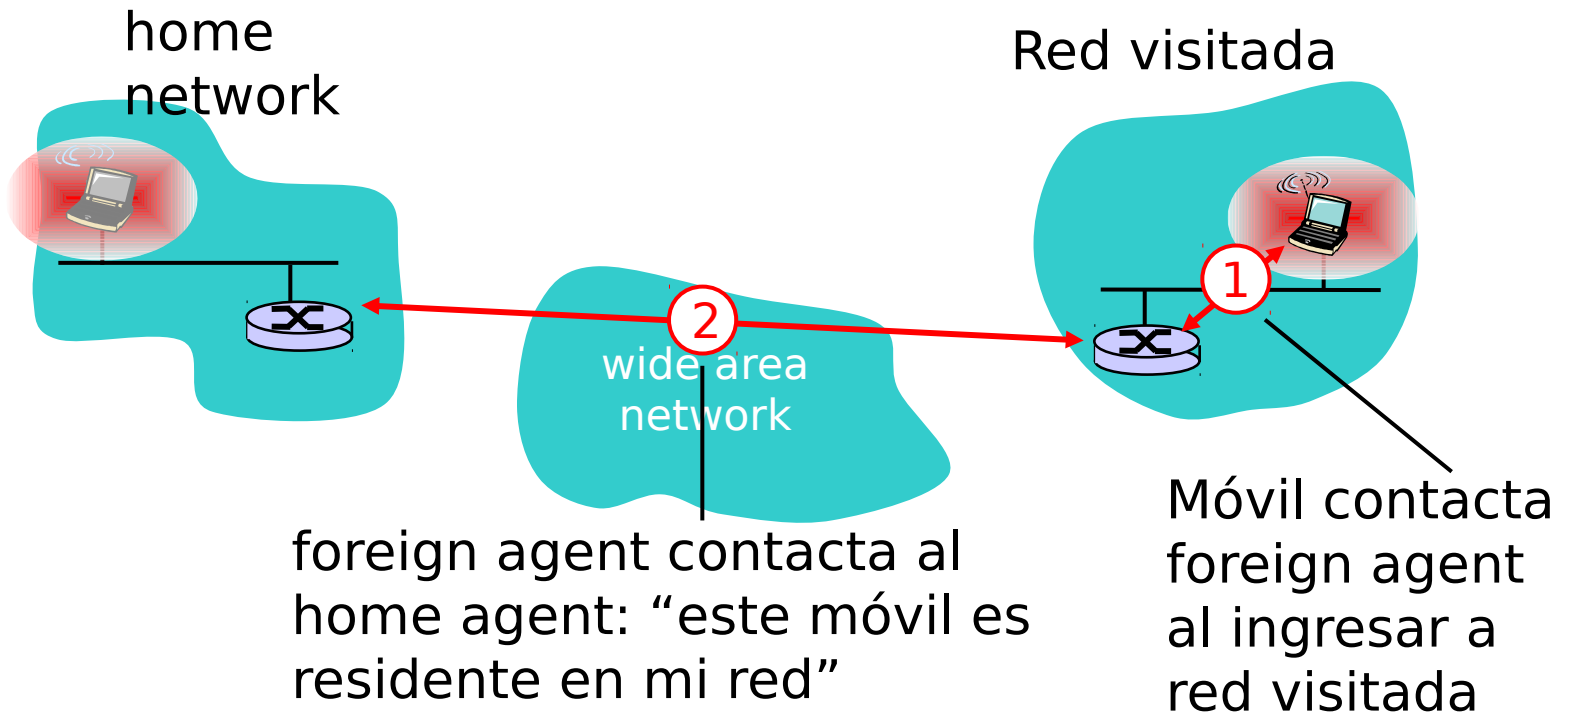 home
network
Red visitada
1
2
wide area
network
foreign agent contacta al
home agent: “este móvil es
residente en mi red”
Móvil contacta
foreign agent
al ingresar a
red visitada